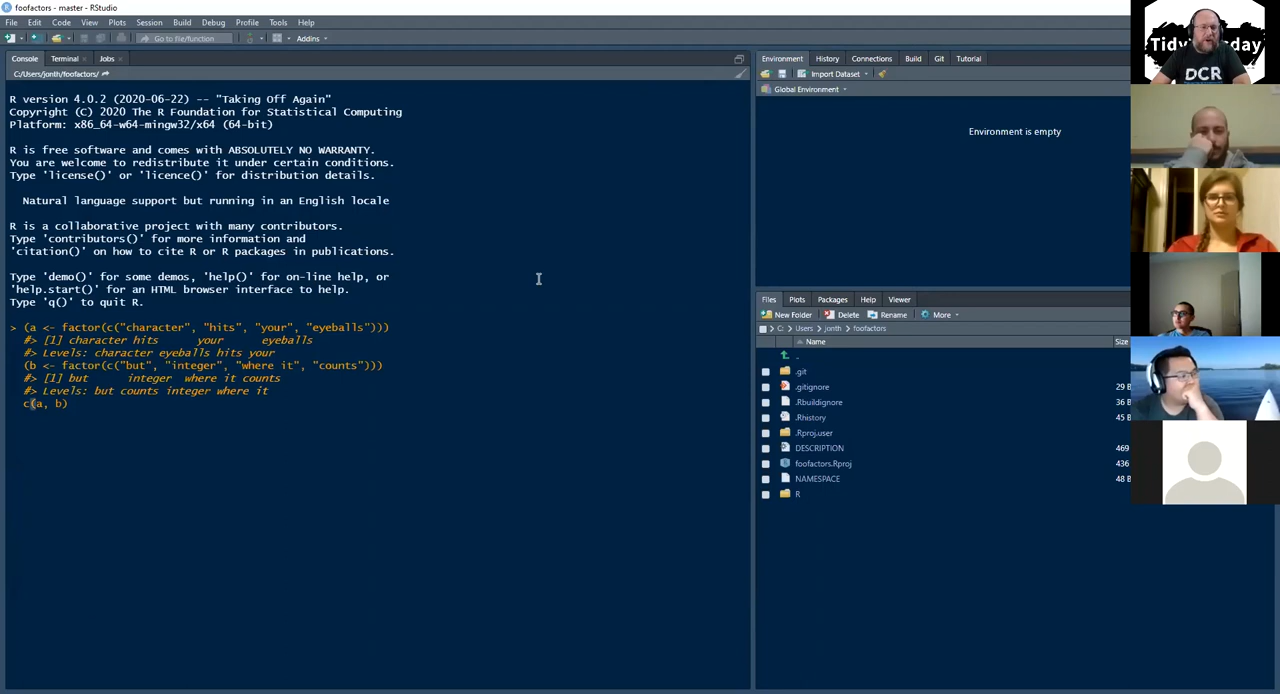 foofactors - master - RStudio
File Edit Code View Plots Session Build Debug Profile Tools Help
Go to file/function Addins
Console Terminal Jobs
C:/Users/jonth/foofactors/
R version 4.0.2 (2020-06-22) -- "Taking Off Again"
Copyright (C) 2020 The R Foundation for Statistical Computing
Platform: x86_64-w64-mingw32/x64 (64-bit)
R is free software and comes with ABSOLUTELY NO WARRANTY.
You are welcome to redistribute it under certain conditions.
Type 'license()' or 'licence()' for distribution details.
Natural language support but running in an English locale
R is a collaborative project with many contributors.
Type 'contributors()' for more information and
'citation()' on how to cite R or R packages in publications.
Type 'demo()' for some demos, 'help()' for on-line help, or
'help.start()' for an HTML browser interface to help.
Type 'q()' to quit R.
> (a <- factor(c("character", "hits", "your", "eyeballs")))
#> [1] character hits your eyeballs
#> Levels: character eyeballs hits your
(b <- factor(c("but", "integer", "where it", "counts")))
#> [1] but integer where it counts
#> Levels: but counts integer where it
c(a, b)
Environment History Connections Build Git Tutorial
Import Dataset
Global Environment
Environment is empty
Files Plots Packages Help Viewer
New Folder Delete Rename More
C: Users jonth foofactors
Name Size
..
.git
.gitignore 29 B
.Rbuildignore 36 B
.Rhistory 45 B
.Rproj.user
DESCRIPTION 469
foofactors.Rproj 436
NAMESPACE 48 B
R
DCR